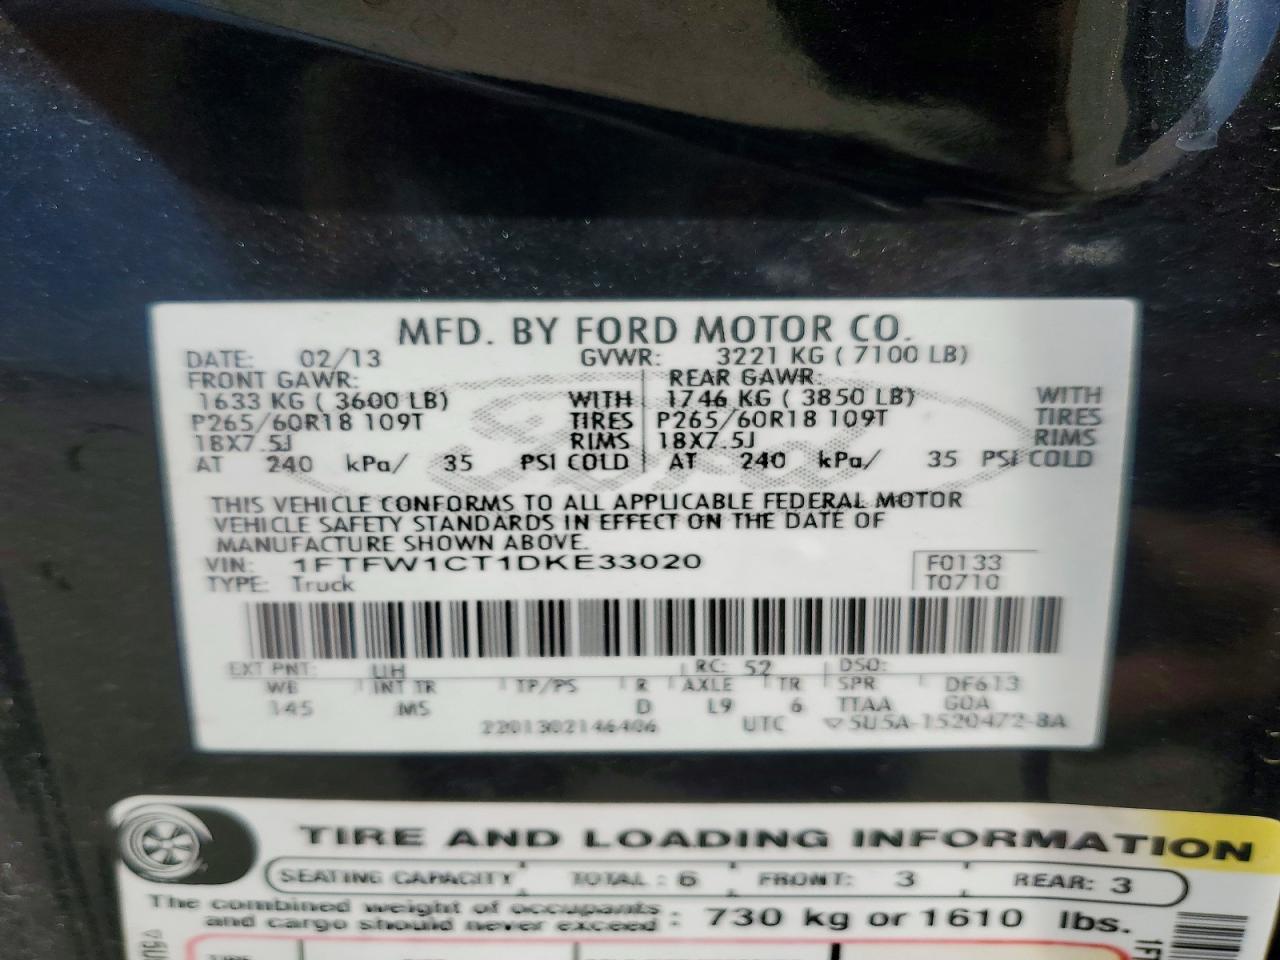 MFD. BY FORD MOTOR CO.
DATE: 02/13 GVWR: 3221 KG ( 7100 LB)
FRONT GAWR: REAR GAWR:
1633 KG ( 3600 LB) WITH 1746 KG ( 3850 LB) WITH
P265/60R18 109T TIRES P265/60R18 109T TIRES
18X7.5J RIMS 18X7.5J RIMS
AT 240 kPa/ 35 PSI COLD AT 240 kPa/ 35 PSI COLD
THIS VEHICLE CONFORMS TO ALL APPLICABLE FEDERAL MOTOR
VEHICLE SAFETY STANDARDS IN EFFECT ON THE DATE OF
MANUFACTURE SHOWN ABOVE.
VIN: 1FTFW1CT1DKE33020 F0133
TYPE: Truck T0710
EXT PNT: UH RC: 52 DSO:
WB INT TR TP/PS R AXLE TR SPR DF613
145 MS D L9 6 TTAA GOA
2201302146406 UTC ▽5U5A-1520472-BA
TIRE AND LOADING INFORMATION
SEATING CAPACITY TOTAL : 6 FRONT: 3 REAR: 3
The combined weight of occupants
and cargo should never exceed : 730 kg or 1610 lbs.